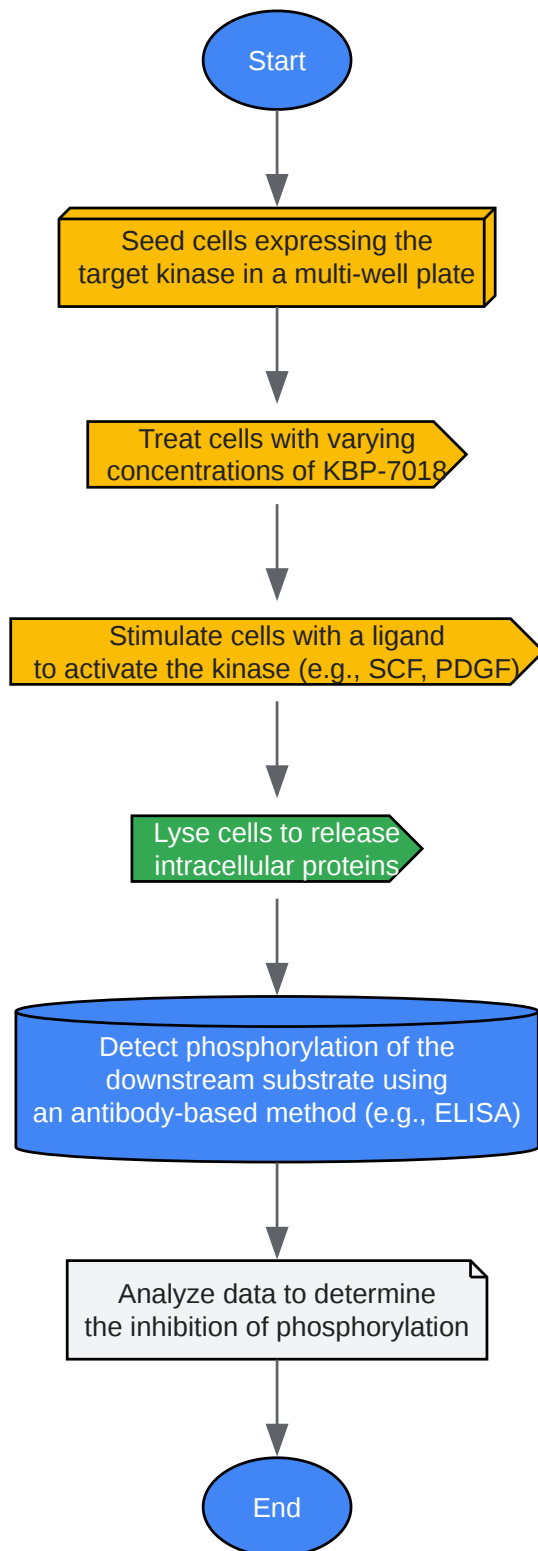 Start
Seed cells expressing the
target kinase in a multi-well plate
Treat cells with varying
concentrations of KBP-7018
Stimulate cells with a ligand
to activate the kinase (e.g., SCF, PDGF)
Lyse cells to release
intracellular proteins
Detect phosphorylation of the
downstream substrate using
an antibody-based method (e.g., ELISA)
Analyze data to determine
the inhibition of phosphorylation
End